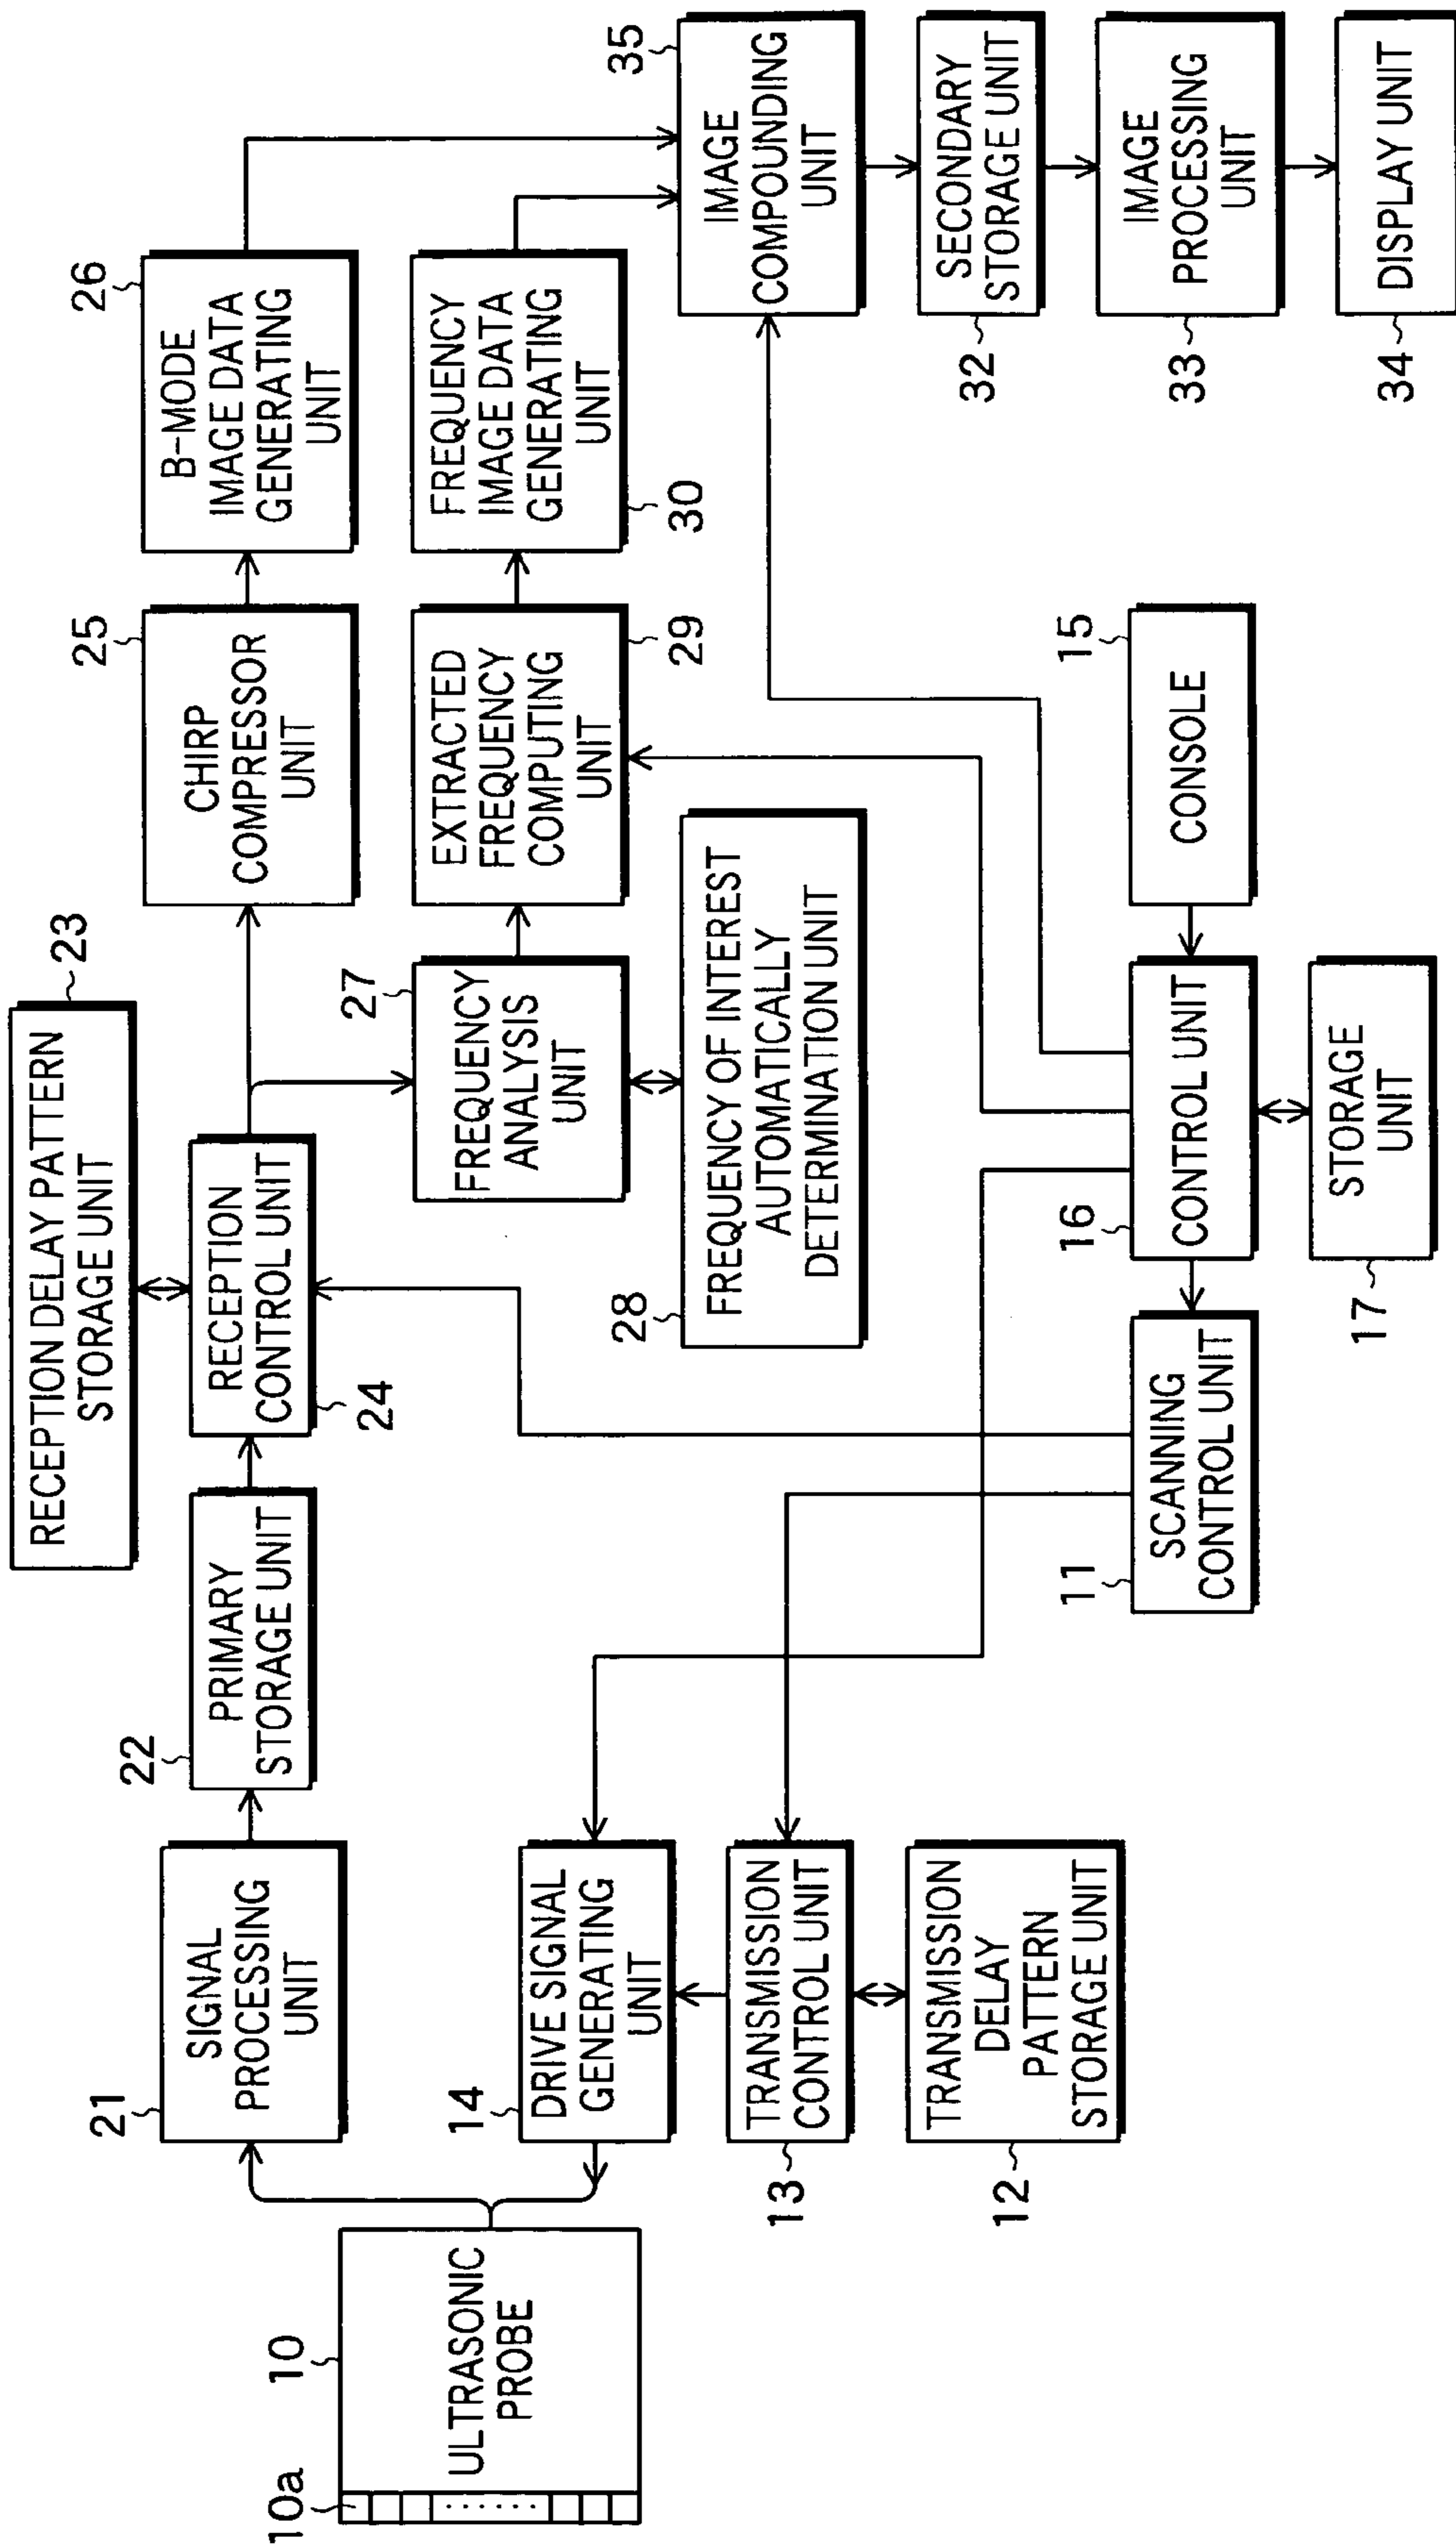 RECEPTION DELAY PATTERN
STORAGE UNIT
23
21
SIGNAL
PROCESSING
UNIT
22
PRIMARY
STORAGE UNIT
RECEPTION
CONTROL UNIT
24
25
CHIRP
COMPRESSOR
UNIT
26
B-MODE
IMAGE DATA
GENERATING
UNIT
10a
10
ULTRASONIC
PROBE
27
FREQUENCY
ANALYSIS
UNIT
EXTRACTED
FREQUENCY
COMPUTING
UNIT
29
FREQUENCY
IMAGE DATA
GENERATING
UNIT
30
14
DRIVE SIGNAL
GENERATING
UNIT
28
FREQUENCY OF INTEREST
AUTOMATICALLY
DETERMINATION UNIT
35
IMAGE
COMPOUNDING
UNIT
TRANSMISSION
CONTROL UNIT
13
TRANSMISSION
DELAY
PATTERN
STORAGE UNIT
12
SECONDARY
STORAGE UNIT
32
11
SCANNING
CONTROL UNIT
16
CONTROL UNIT
15
CONSOLE
IMAGE
PROCESSING
UNIT
33
STORAGE
UNIT
17
DISPLAY UNIT
34